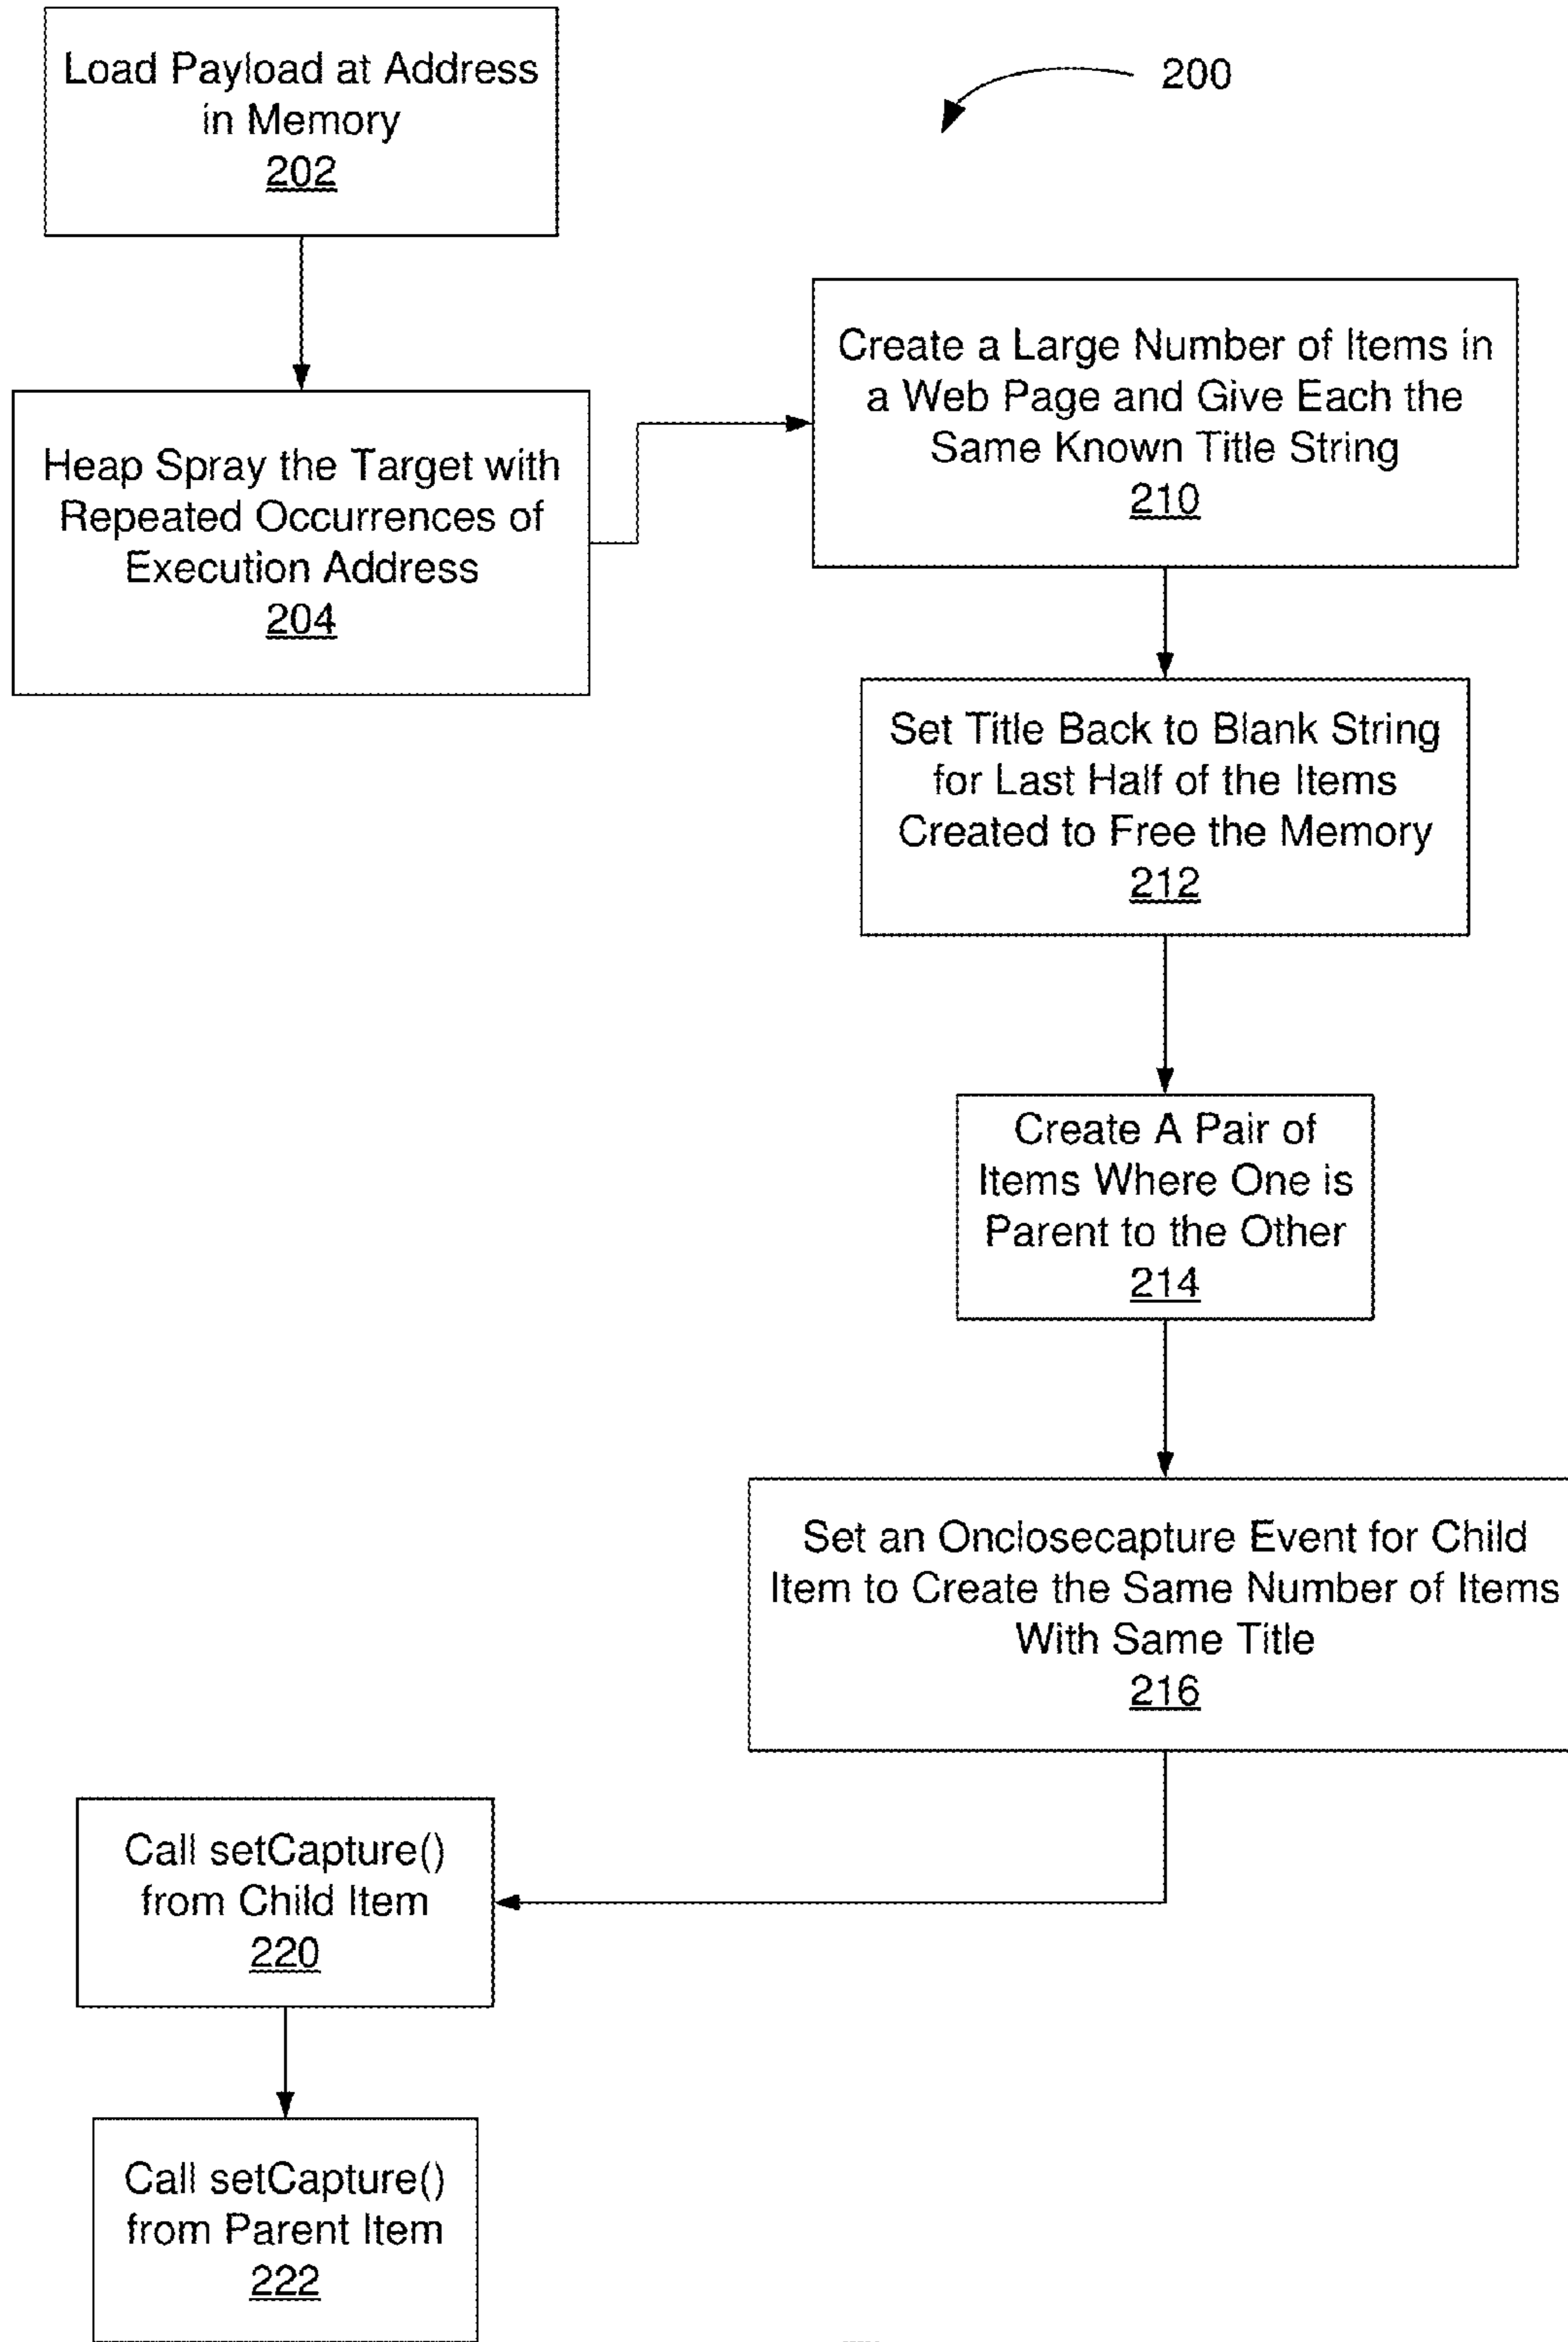 Load Payload at Address
in Memory
202
200
Heap Spray the Target with
Repeated Occurrences of
Execution Address
204
Create a Large Number of Items in
a Web Page and Give Each the
Same Known Title String
210
Set Title Back to Blank String
for Last Half of the Items
Created to Free the Memory
212
Create A Pair of
Items Where One is
Parent to the Other
214
Set an Onclosecapture Event for Child
Item to Create the Same Number of Items
With Same Title
216
Call setCapture()
from Child Item
220
Call setCapture()
from Parent Item
222